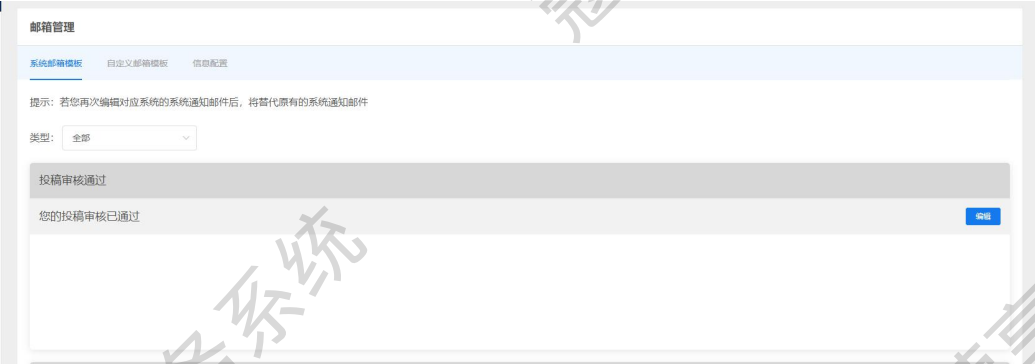 邮箱管理
系统邮箱模板 自定义邮箱模板 信息配置
提示：若您再次编辑对应系统的系统通知邮件后，将替代原有的系统通知邮件
类型： 全部
投稿审核通过
您的投稿审核已通过 编辑
务系统